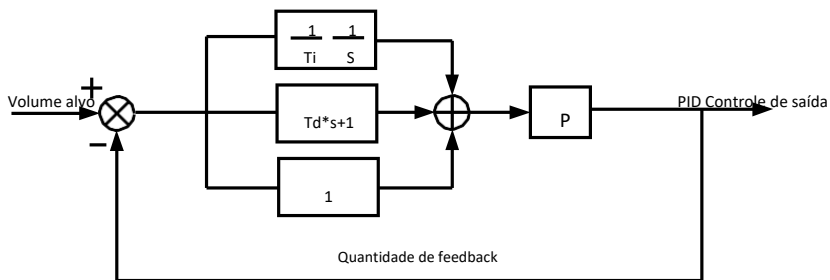 1 1
Ti S
+
Volume alvo
PID Controle de saída
Td*s+1
P
−
1
Quantidade de feedback